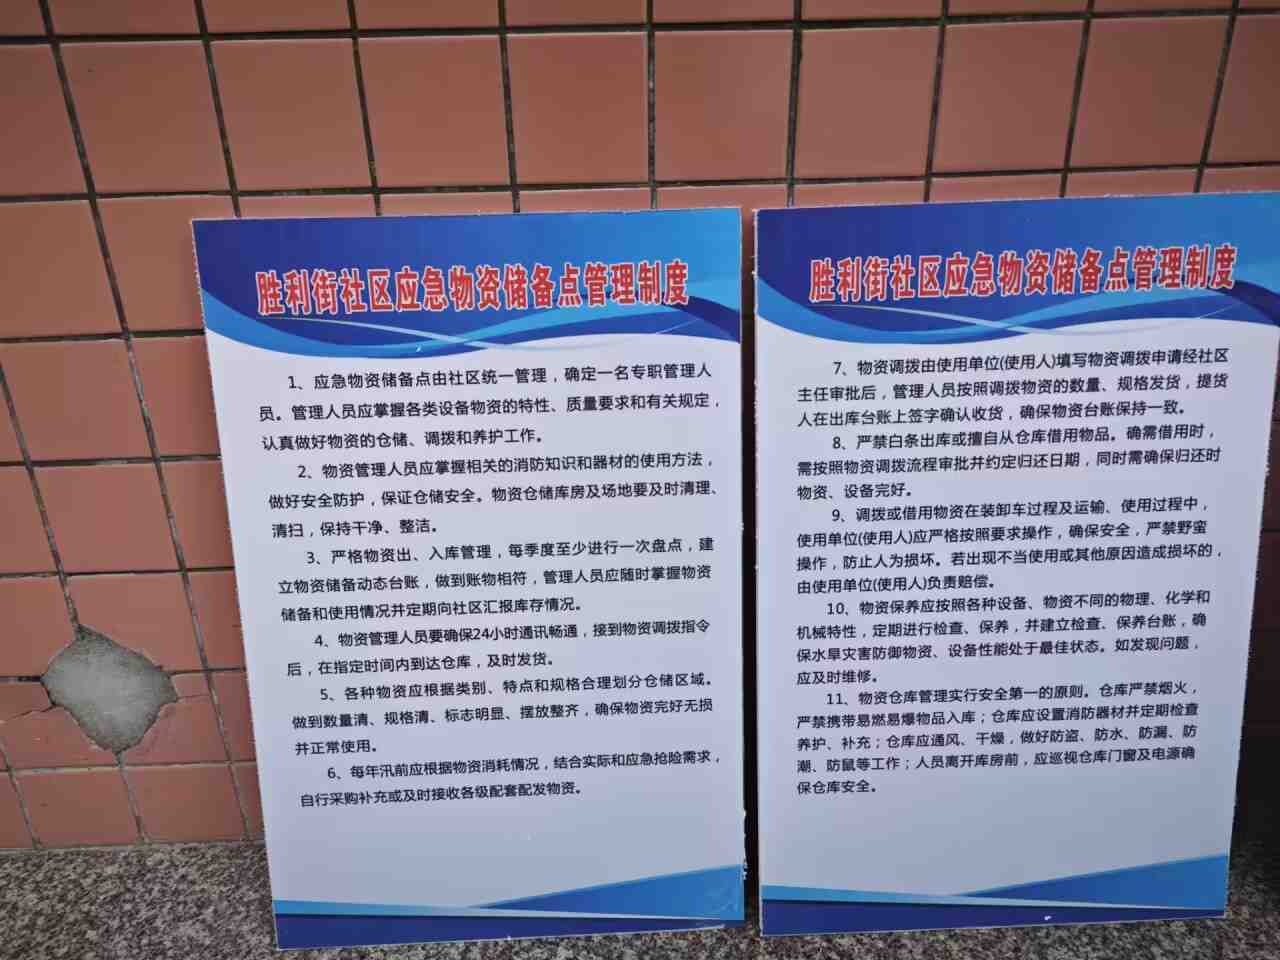 胜利街社区应急物资储备点管理制度
1、应急物资储备点由社区统一管理，确定一名专职管理人
员。管理人员应掌握各类设备物资的特性、质量要求和有关规定，
认真做好物资的仓储、调拨和养护工作。
2、物资管理人员应掌握相关的消防知识和器材的使用方法，
做好安全防护，保证仓储安全。物资仓储库房及场地要及时清理、
清扫，保持干净、整洁。
3、严格物资出、入库管理，每季度至少进行一次盘点，建
立物资储备动态台账，做到账物相符，管理人员应随时掌握物资
储备和使用情况并定期向社区汇报库存情况。
4、物资管理人员要确保24小时通讯畅通，接到物资调拨指令
后，在指定时间内到达仓库，及时发货。
5、各种物资应根据类别、特点和规格合理划分仓储区域。
做到数量清、规格清、标志明显、摆放整齐，确保物资完好无损
并正常使用。
6、每年汛前应根据物资消耗情况，结合实际和应急抢险需求，
自行采购补充或及时接收各级配套配发物资。
胜利街社区应急物资储备点管理制度
7、物资调拨由使用单位(使用人)填写物资调拨申请经社区
主任审批后，管理人员按照调拨物资的数量、规格发货，提货
人在出库台账上签字确认收货，确保物资台账保持一致。
8、严禁白条出库或擅自从仓库借用物品。确需借用时，
需按照物资调拨流程审批并约定归还日期，同时需确保归还时
物资、设备完好。
9、调拨或借用物资在装卸车过程及运输、使用过程中，
使用单位(使用人)应严格按照要求操作，确保安全，严禁野蛮
操作，防止人为损坏。若出现不当使用或其他原因造成损坏的，
由使用单位(使用人)负责赔偿。
10、物资保养应按照各种设备、物资不同的物理、化学和
机械特性，定期进行检查、保养，并建立检查、保养台账，确
保水旱灾害防御物资、设备性能处于最佳状态。如发现问题，
应及时维修。
11、物资仓库管理实行安全第一的原则。仓库严禁烟火，
严禁携带易燃易爆物品入库；仓库应设置消防器材并定期检查
养护、补充；仓库应通风、干燥，做好防盗、防水、防漏、防
潮、防鼠等工作；人员离开库房前，应巡视仓库门窗及电源确
保仓库安全。